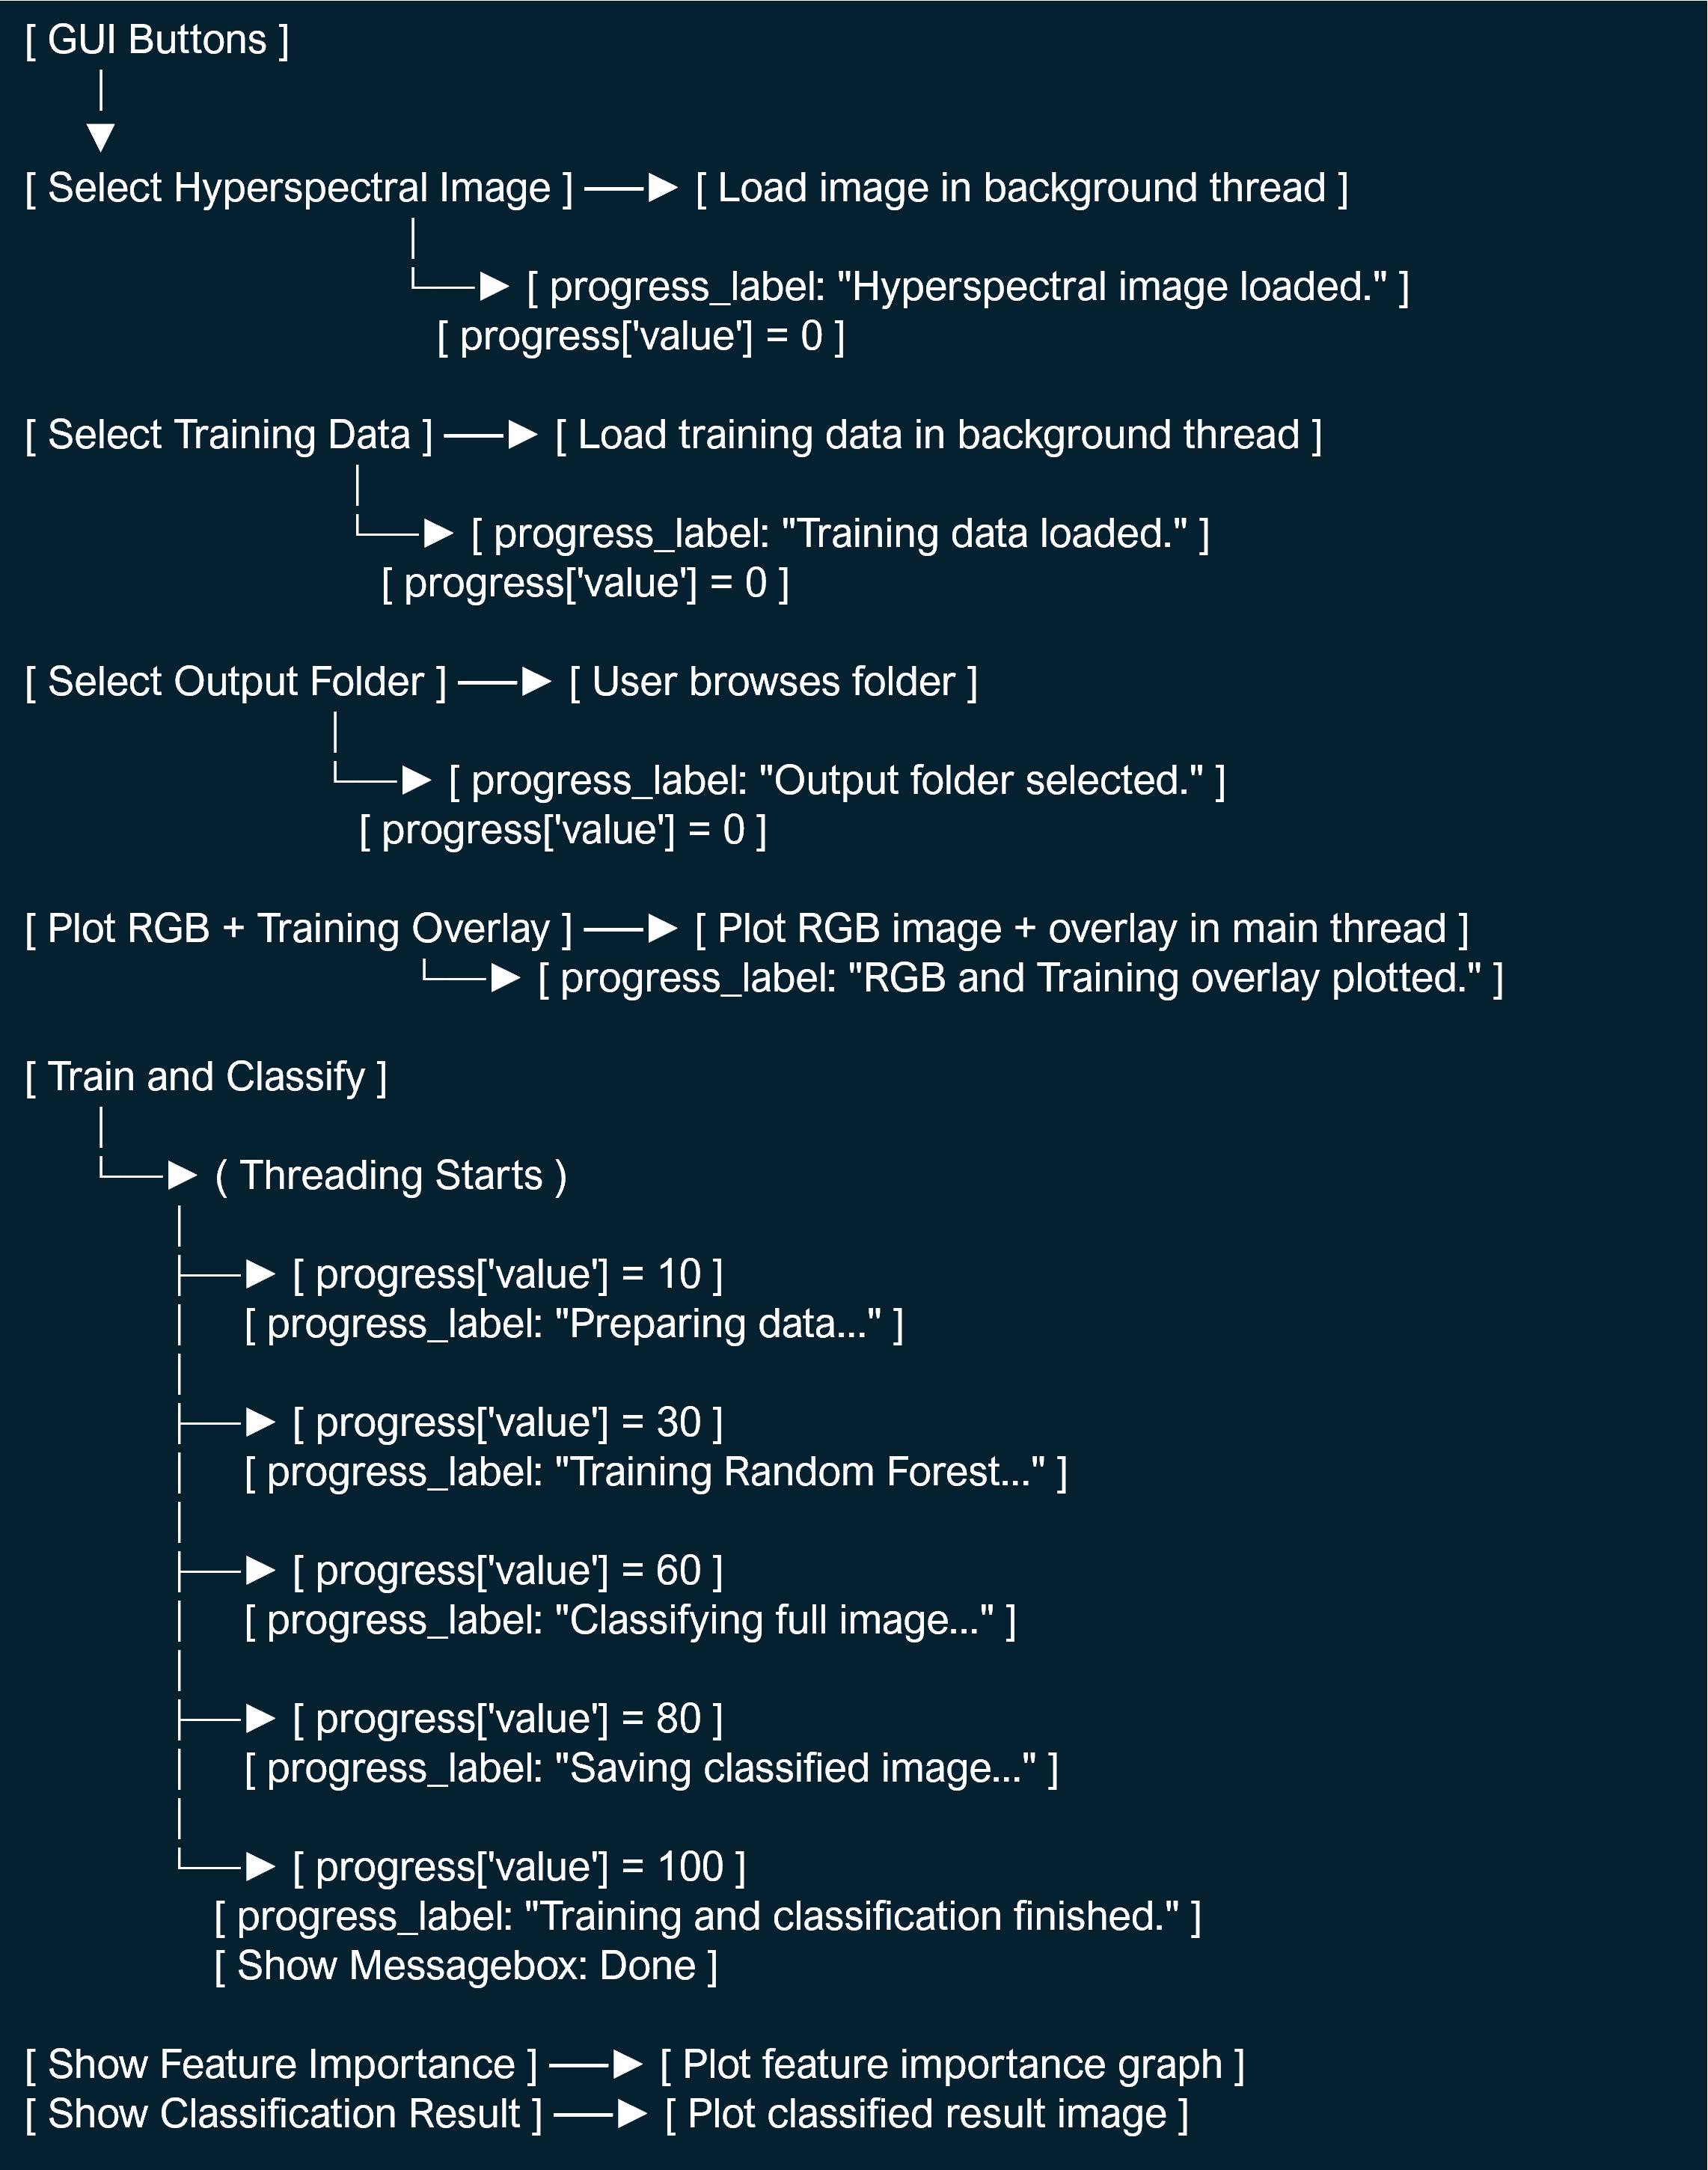 [ GUI Buttons ]
[ Select Hyperspectral Image ] ──► [ Load image in background thread ]
[ progress_label: "Hyperspectral image loaded." ]
[ progress['value'] = 0 ]
[ Select Training Data ] ──► [ Load training data in background thread ]
[ progress_label: "Training data loaded." ]
[ progress['value'] = 0 ]
[ Select Output Folder ] ──► [ User browses folder ]
[ progress_label: "Output folder selected." ]
[ progress['value'] = 0 ]
[ Plot RGB + Training Overlay ] ──► [ Plot RGB image + overlay in main thread ]
[ progress_label: "RGB and Training overlay plotted." ]
[ Train and Classify ]
( Threading Starts )
[ progress['value'] = 10 ]
[ progress_label: "Preparing data..." ]
[ progress['value'] = 30 ]
[ progress_label: "Training Random Forest..." ]
[ progress['value'] = 60 ]
[ progress_label: "Classifying full image..." ]
[ progress['value'] = 80 ]
[ progress_label: "Saving classified image..." ]
[ progress['value'] = 100 ]
[ progress_label: "Training and classification finished." ]
[ Show Messagebox: Done ]
[ Show Feature Importance ] ──► [ Plot feature importance graph ]
[ Show Classification Result ] ──► [ Plot classified result image ]